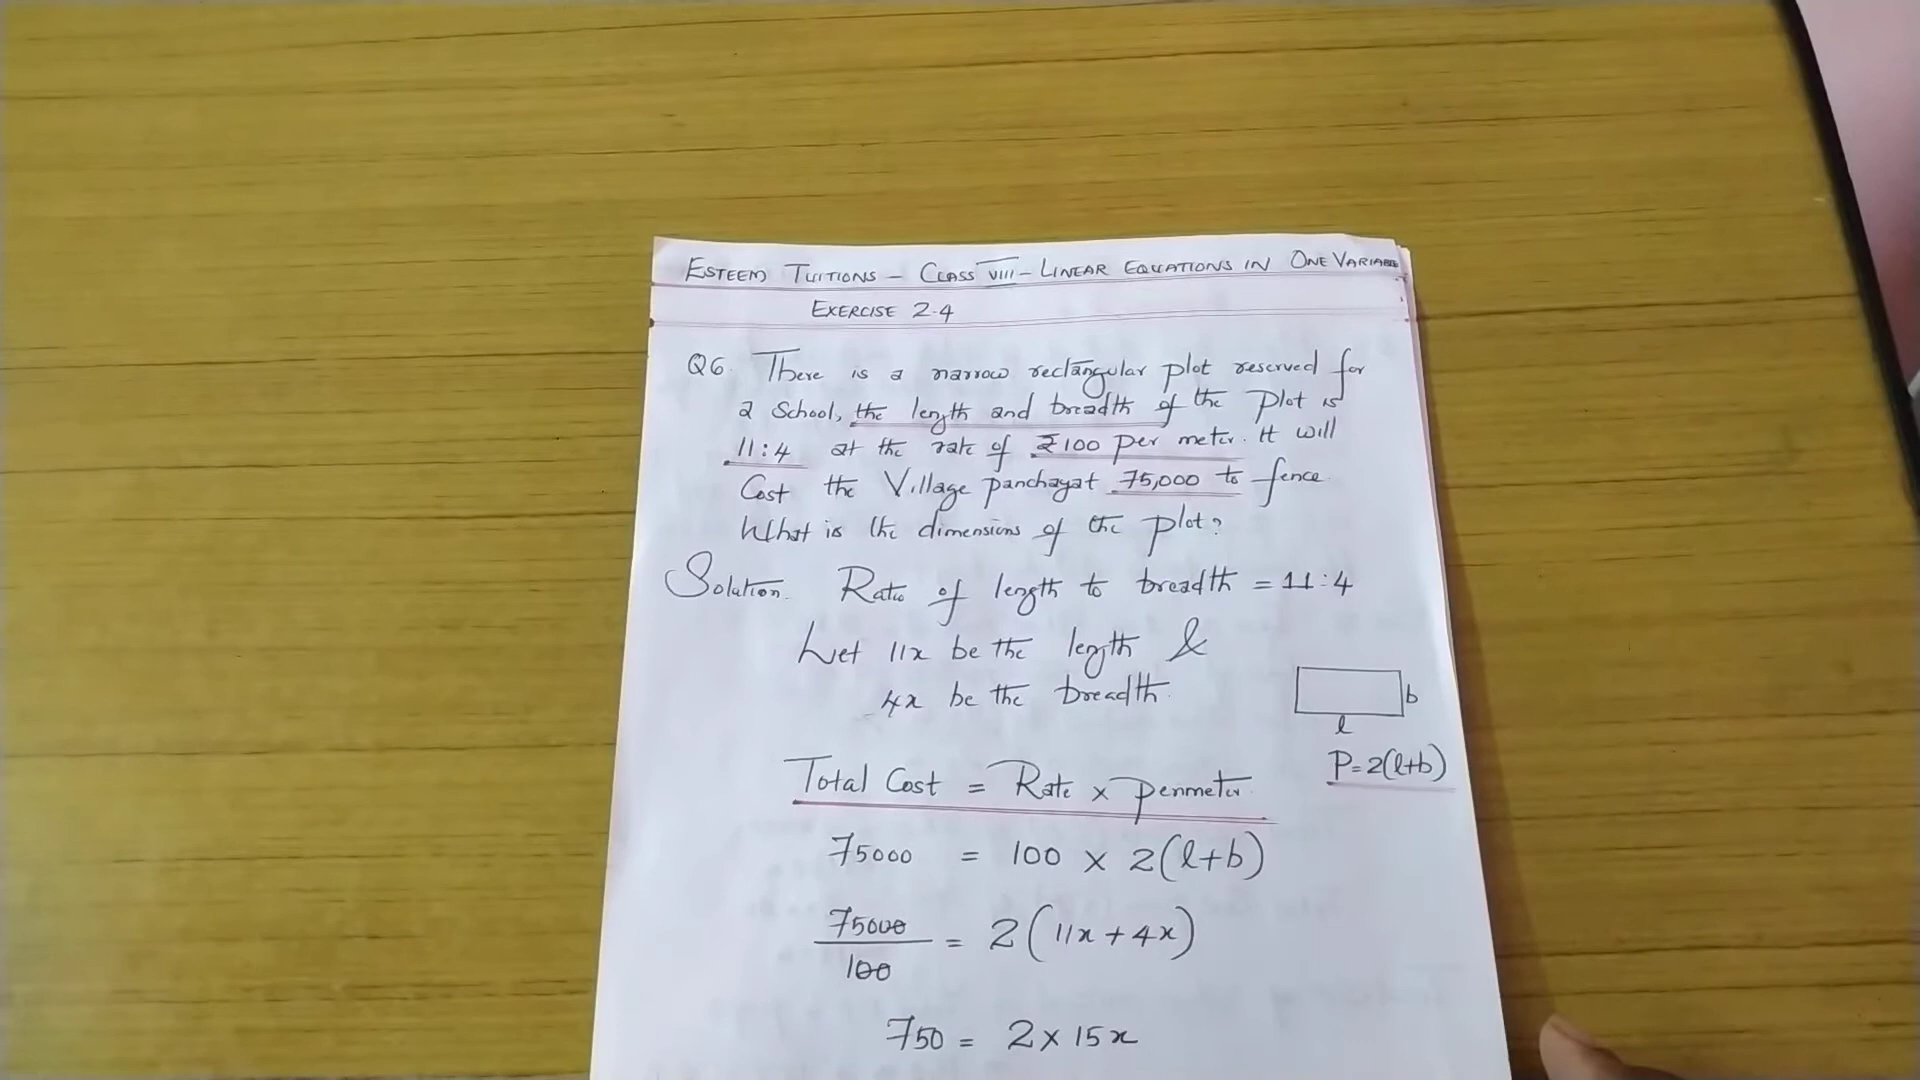 ESTEEM TUITIONS - CLASS VIII - LINEAR EQUATIONS IN ONE VARIABLE
EXERCISE 2.4
Q6. There is a narrow rectangular plot reserved for
a School, the length and breadth of the plot is
11:4 at the rate of ₹100 per meter. It will
Cost the Village panchayat 75,000 to fence
What is the dimensions of the plot?
Solution. Ratio of length to breadth = 11:4
Let 11x be the length &
4x be the breadth.
b
l
P=2(l+b)
Total Cost = Rate × perimeter
75000 = 100 × 2(l+b)
75000/100 = 2(11x + 4x)
750 = 2 × 15x